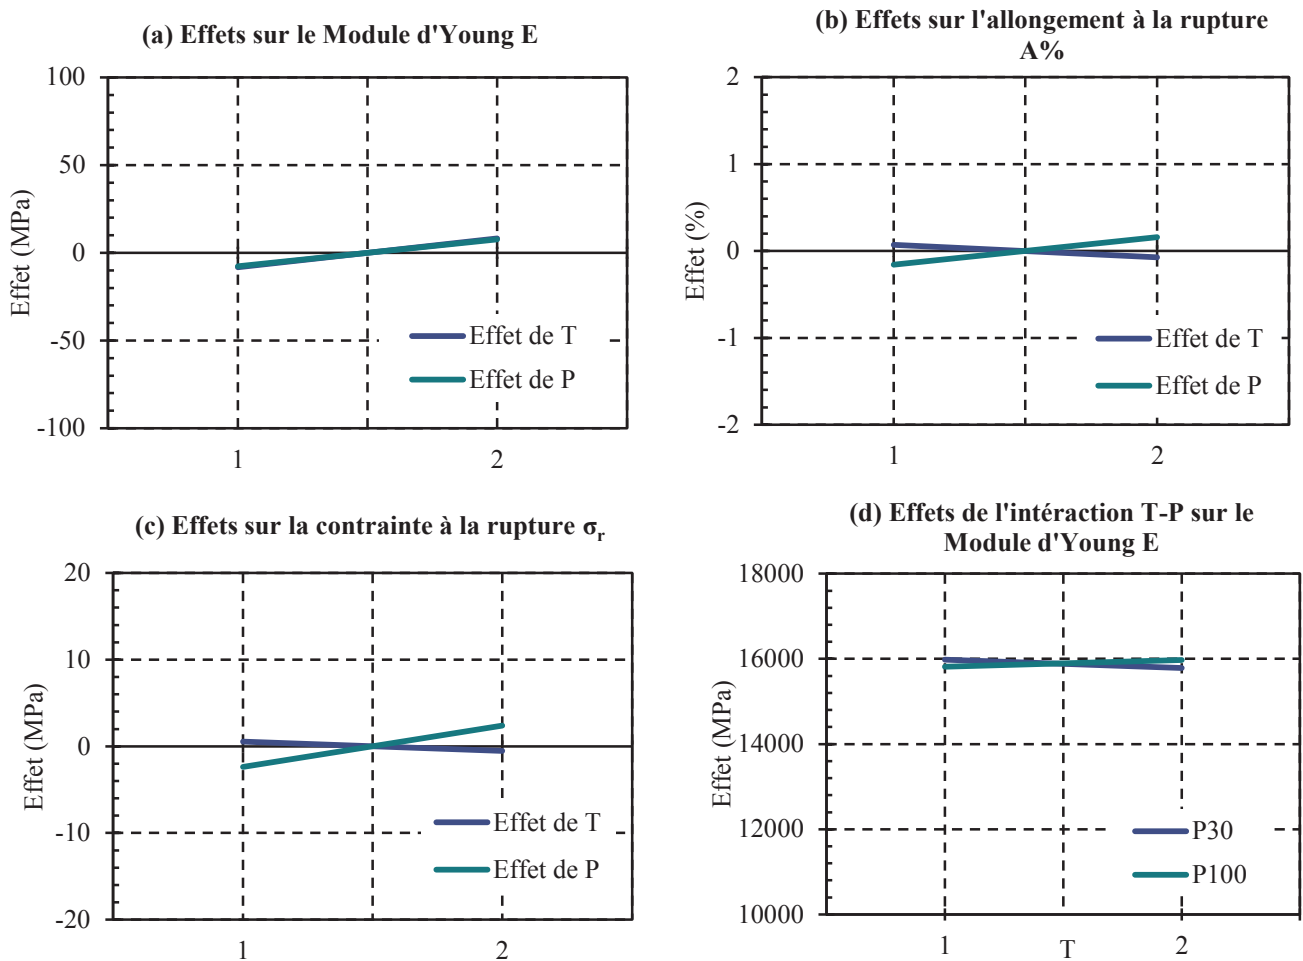 (a) Effets sur le Module d'Young E
100
50
0
-50
-100
Effet (MPa)
Effet de T
Effet de P
1
2
(b) Effets sur l'allongement à la rupture
A%
2
1
0
-1
-2
Effet (%)
Effet de T
Effet de P
1
2
(c) Effets sur la contrainte à la rupture σr
20
10
0
-10
-20
Effet (MPa)
Effet de T
Effet de P
1
2
(d) Effets de l'intéraction T-P sur le
Module d'Young E
18000
16000
14000
12000
10000
Effet (MPa)
P30
P100
1
T
2